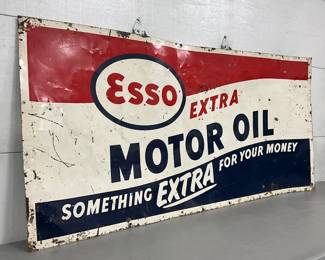 Esso
EXTRA
MOTOR OIL
SOMETHING EXTRA FOR YOUR MONEY